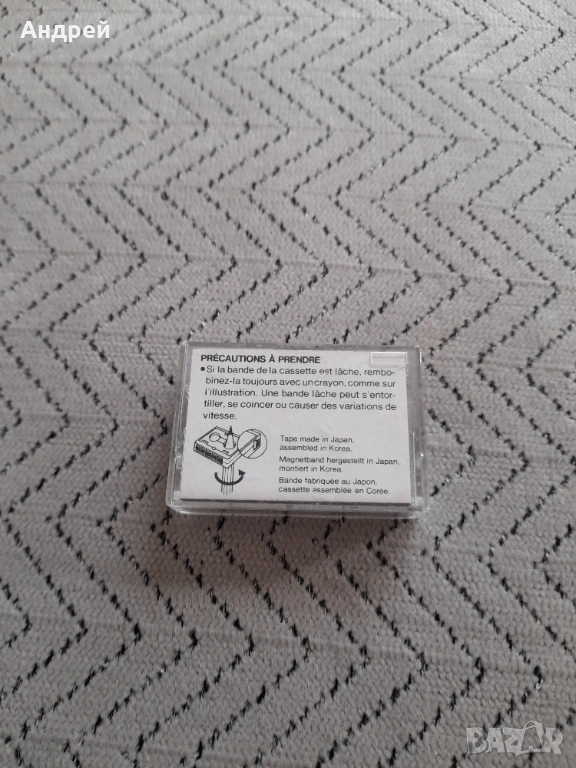 Андрей
PRÉCAUTIONS À PRENDRE
•Si la bande de la cassette est lâche, rembo-
binez-la toujours avec un crayon, comme sur
l'illustration. Une bande lâche peut s'entor-
tiller, se coincer ou causer des variations de
vitesse.
Tape made in Japan,
assembled in Korea.
Magnetband hergestellt in Japan,
montiert in Korea.
Bande fabriquée au Japon,
cassette assemblée en Corée.
BAZAR